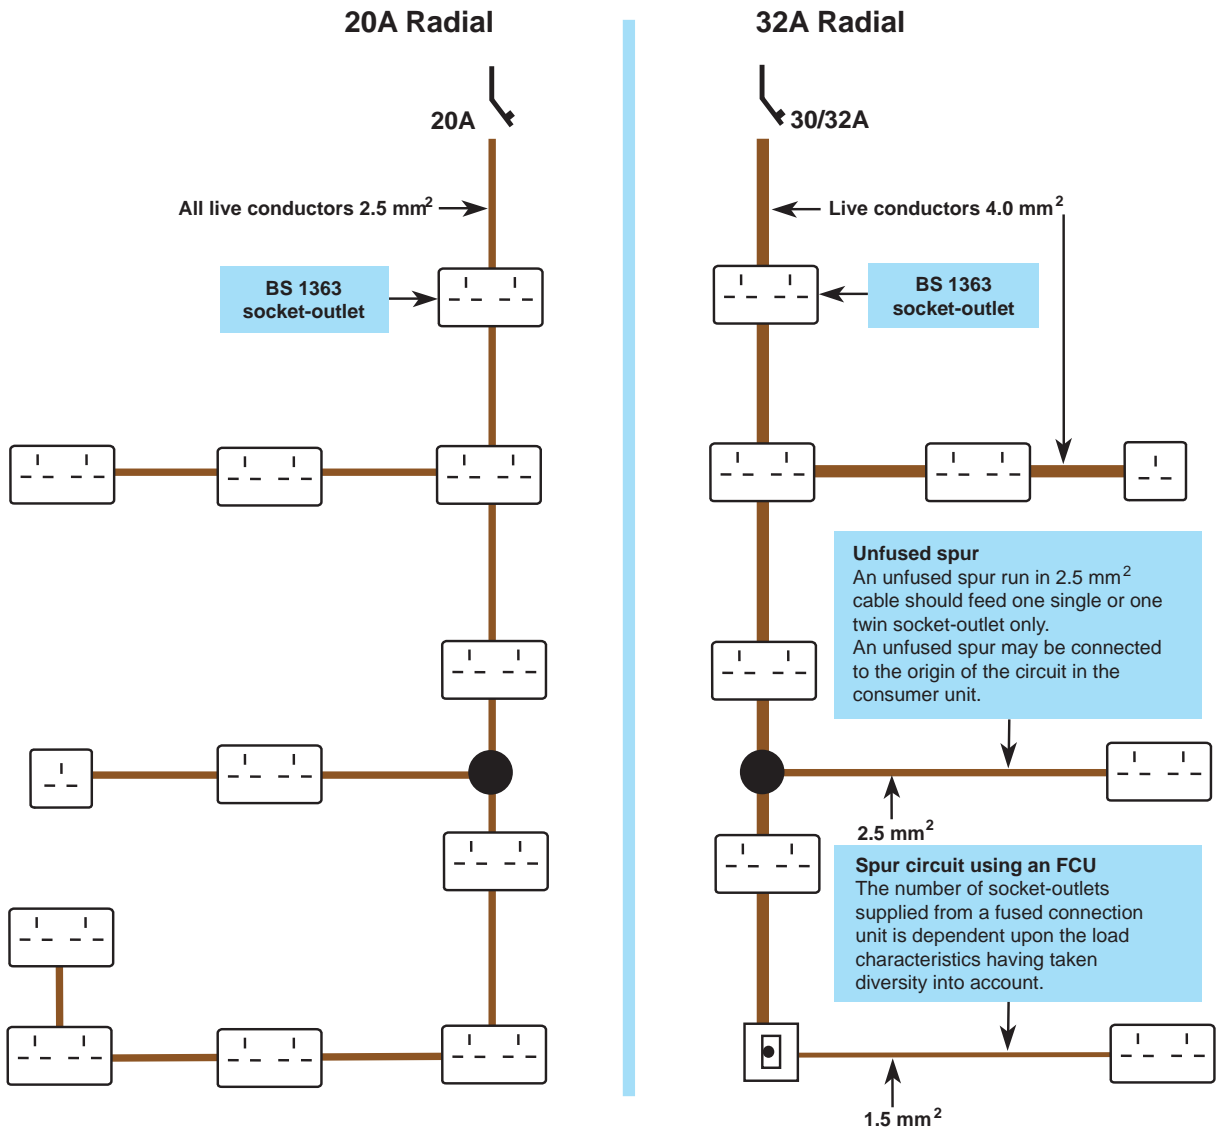 20A Radial
20A
All live conductors 2.5 mm²
BS 1363
socket-outlet
32A Radial
30/32A
Live conductors 4.0 mm²
BS 1363
socket-outlet
Unfused spur
An unfused spur run in 2.5 mm²
cable should feed one single or one
twin socket-outlet only.
An unfused spur may be connected
to the origin of the circuit in the
consumer unit.
2.5 mm²
Spur circuit using an FCU
The number of socket-outlets
supplied from a fused connection
unit is dependent upon the load
characteristics having taken
diversity into account.
1.5 mm²